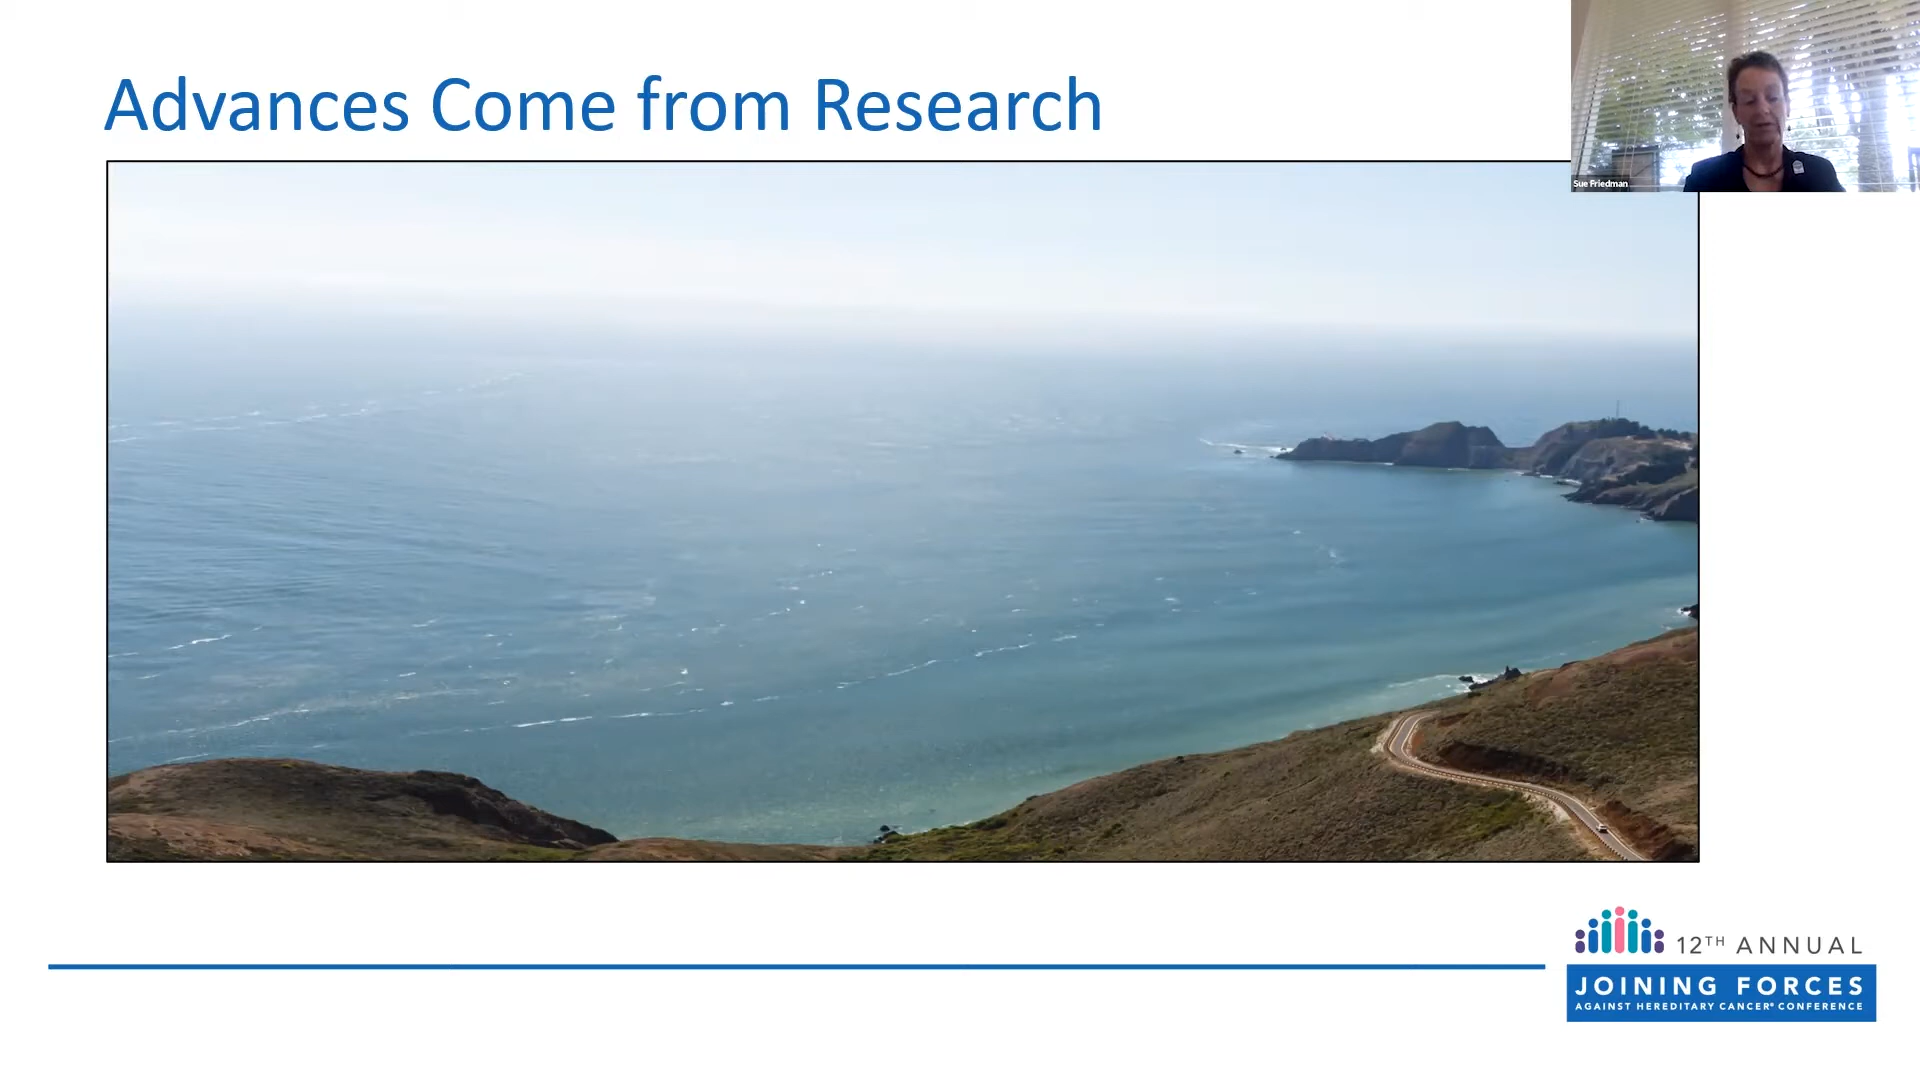 Advances Come from Research
Sue Friedman
12TH ANNUAL
JOINING FORCES
AGAINST HEREDITARY CANCER® CONFERENCE